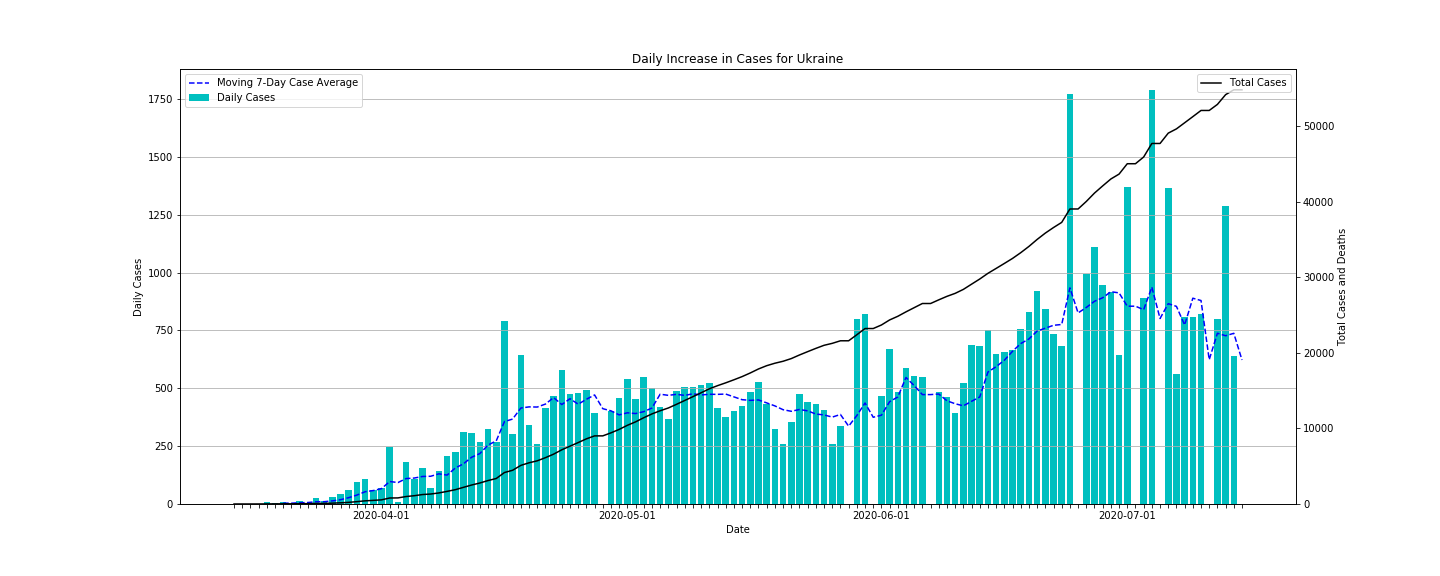 Daily Increase in Cases for Ukraine
Moving 7-Day Case Average
Daily Cases
Total Cases
1750
1500
1250
1000
750
500
250
0
Daily Cases
50000
40000
30000
20000
10000
0
Total Cases and Deaths
2020-04-01
2020-05-01
2020-06-01
2020-07-01
Date